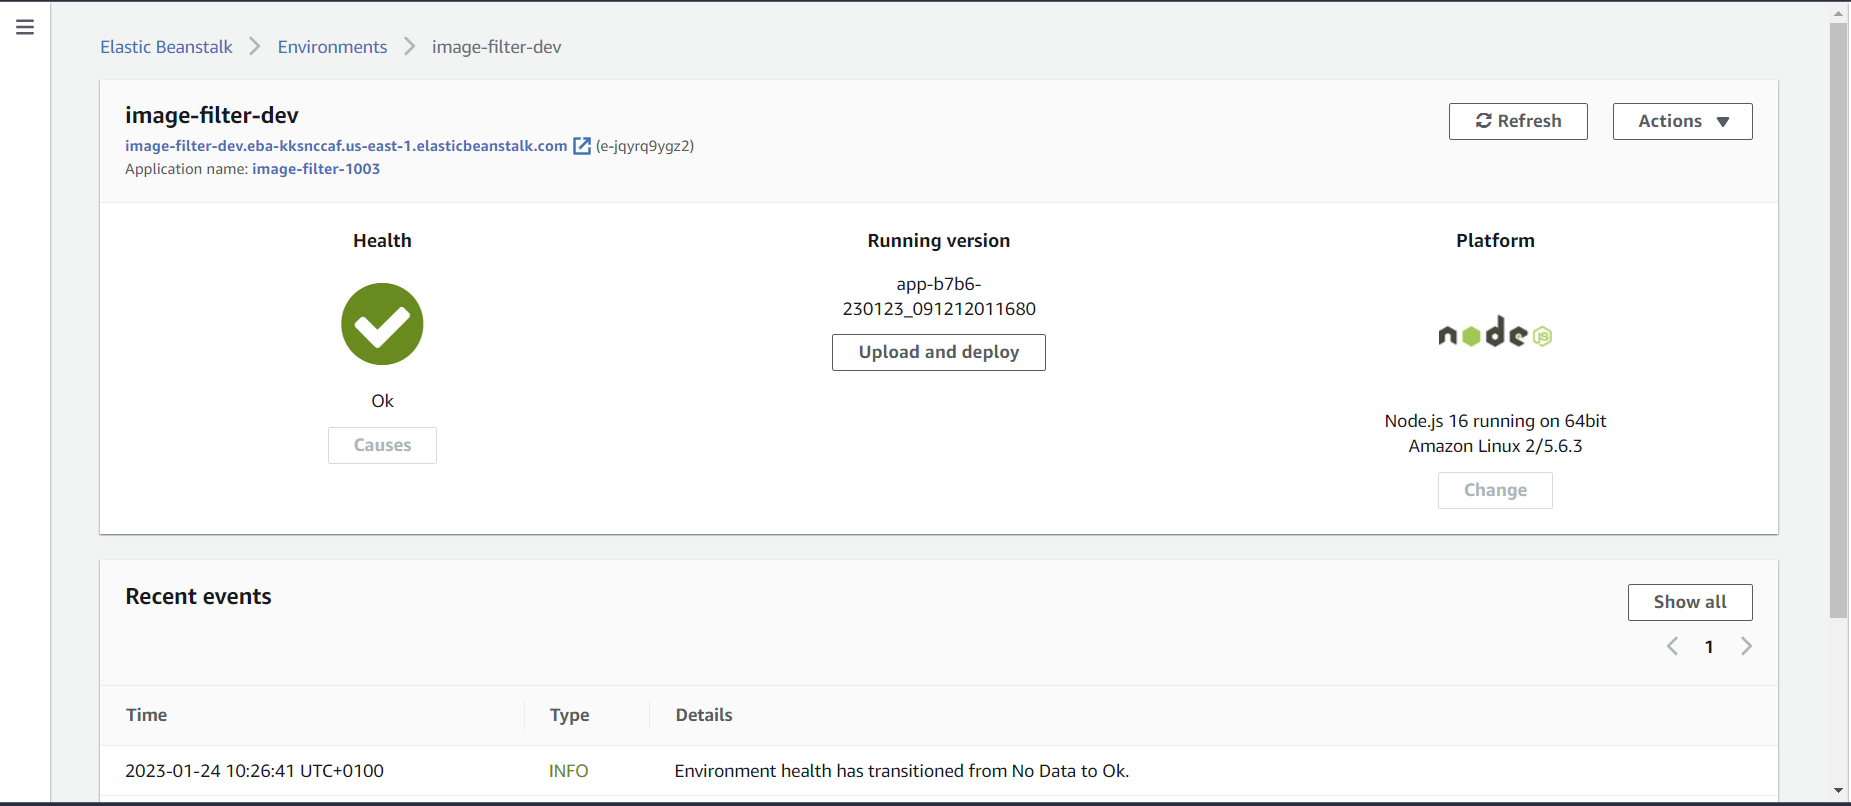 Elastic Beanstalk > Environments > image-filter-dev
image-filter-dev
Refresh
Actions
image-filter-dev.eba-kksnccaf.us-east-1.elasticbeanstalk.com (e-jqyrq9ygz2)
Application name: image-filter-1003
Health
Ok
Causes
Running version
app-b7b6-
230123_091212011680
Upload and deploy
Platform
node JS
Node.js 16 running on 64bit
Amazon Linux 2/5.6.3
Change
Recent events
Show all
1
Time Type Details
2023-01-24 10:26:41 UTC+0100 INFO Environment health has transitioned from No Data to Ok.